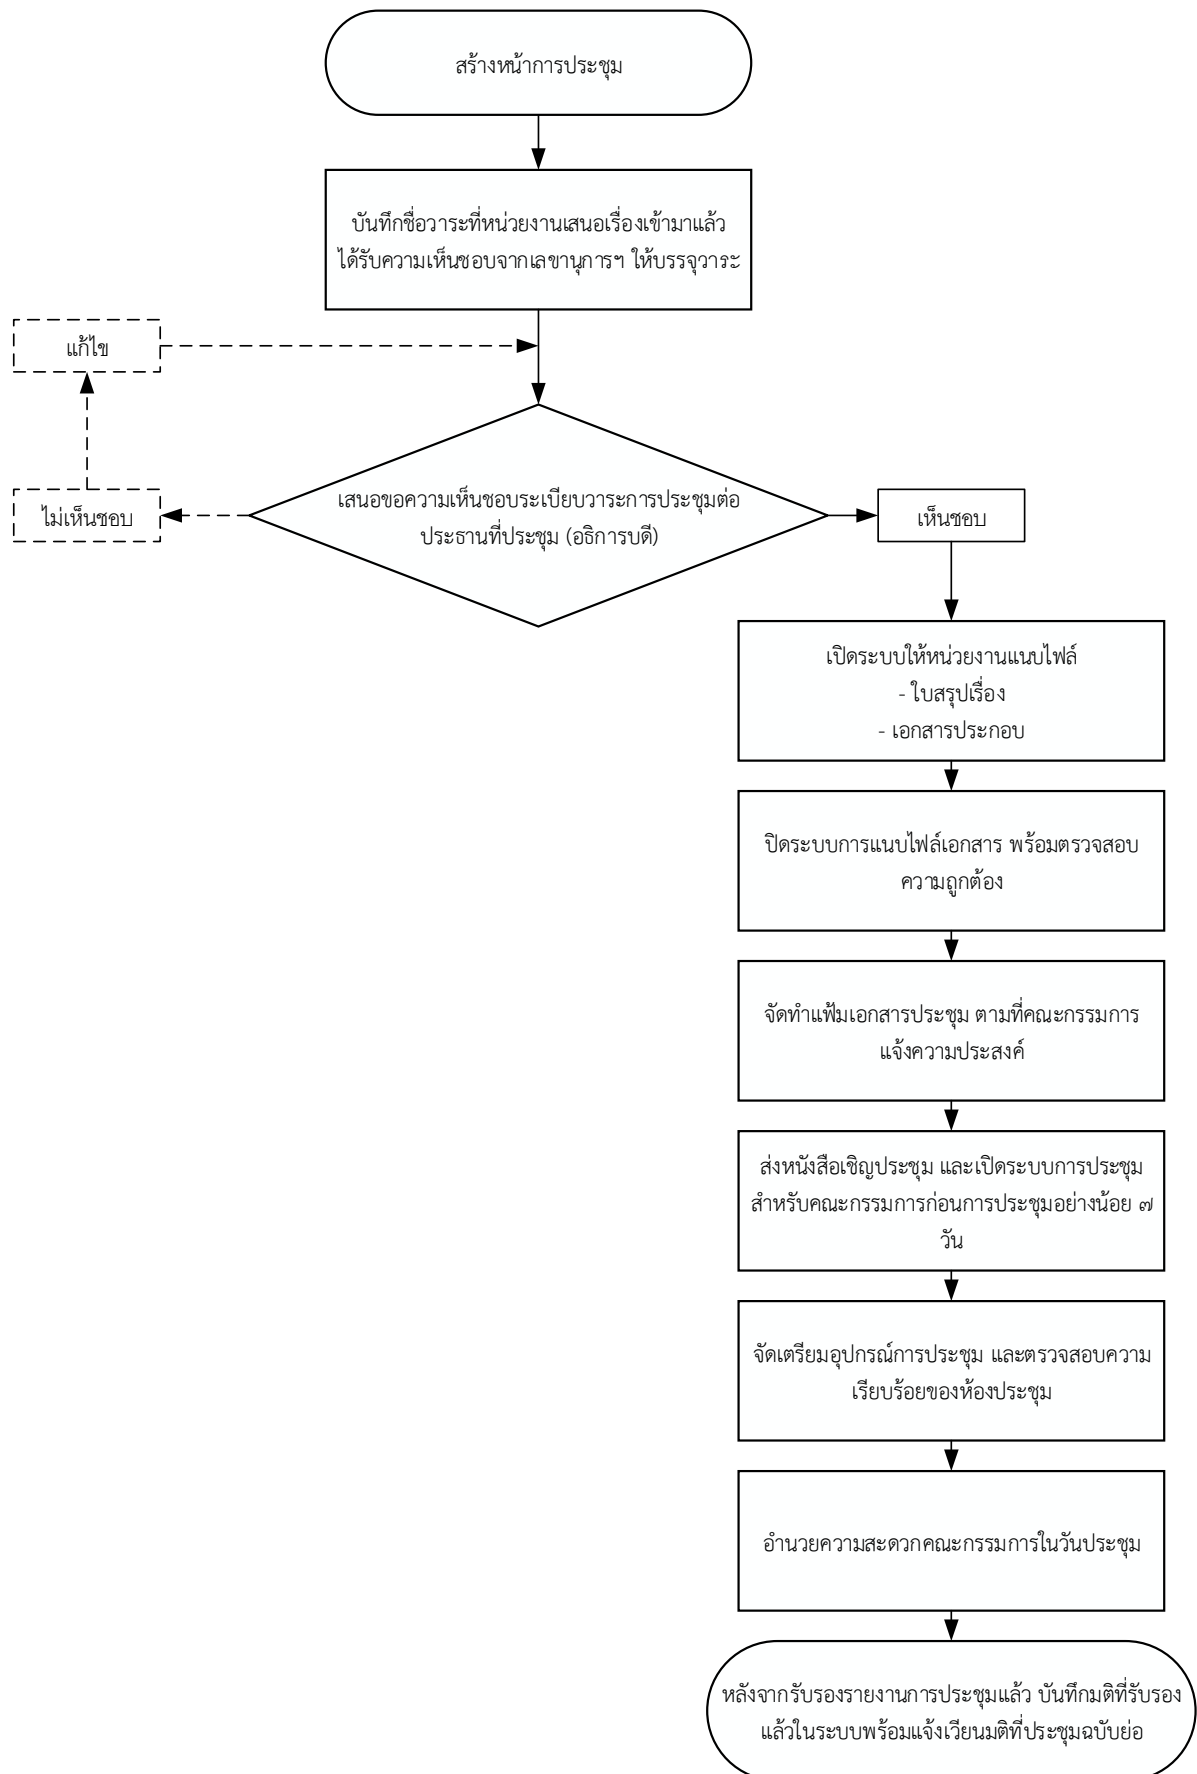 สร้างหน้าการประชุม
บันทึกชื่อวาระที่หน่วยงานเสนอเรื่องเข้ามาแล้ว
ได้รับความเห็นชอบจากเลขานุการฯ ให้บรรจุวาระ
แก้ไข
ไม่เห็นชอบ
เสนอขอความเห็นชอบระเบียบวาระการประชุมต่อ
ประธานที่ประชุม (อธิการบดี)
เห็นชอบ
เปิดระบบให้หน่วยงานแนบไฟล์
- ใบสรุปเรื่อง
- เอกสารประกอบ
ปิดระบบการแนบไฟล์เอกสาร พร้อมตรวจสอบ
ความถูกต้อง
จัดทำแฟ้มเอกสารประชุม ตามที่คณะกรรมการ
แจ้งความประสงค์
ส่งหนังสือเชิญประชุม และเปิดระบบการประชุม
สำหรับคณะกรรมการก่อนการประชุมอย่างน้อย ๗
วัน
จัดเตรียมอุปกรณ์การประชุม และตรวจสอบความ
เรียบร้อยของห้องประชุม
อำนวยความสะดวกคณะกรรมการในวันประชุม
หลังจากรับรองรายงานการประชุมแล้ว บันทึกมติที่รับรอง
แล้วในระบบพร้อมแจ้งเวียนมติที่ประชุมฉบับย่อ